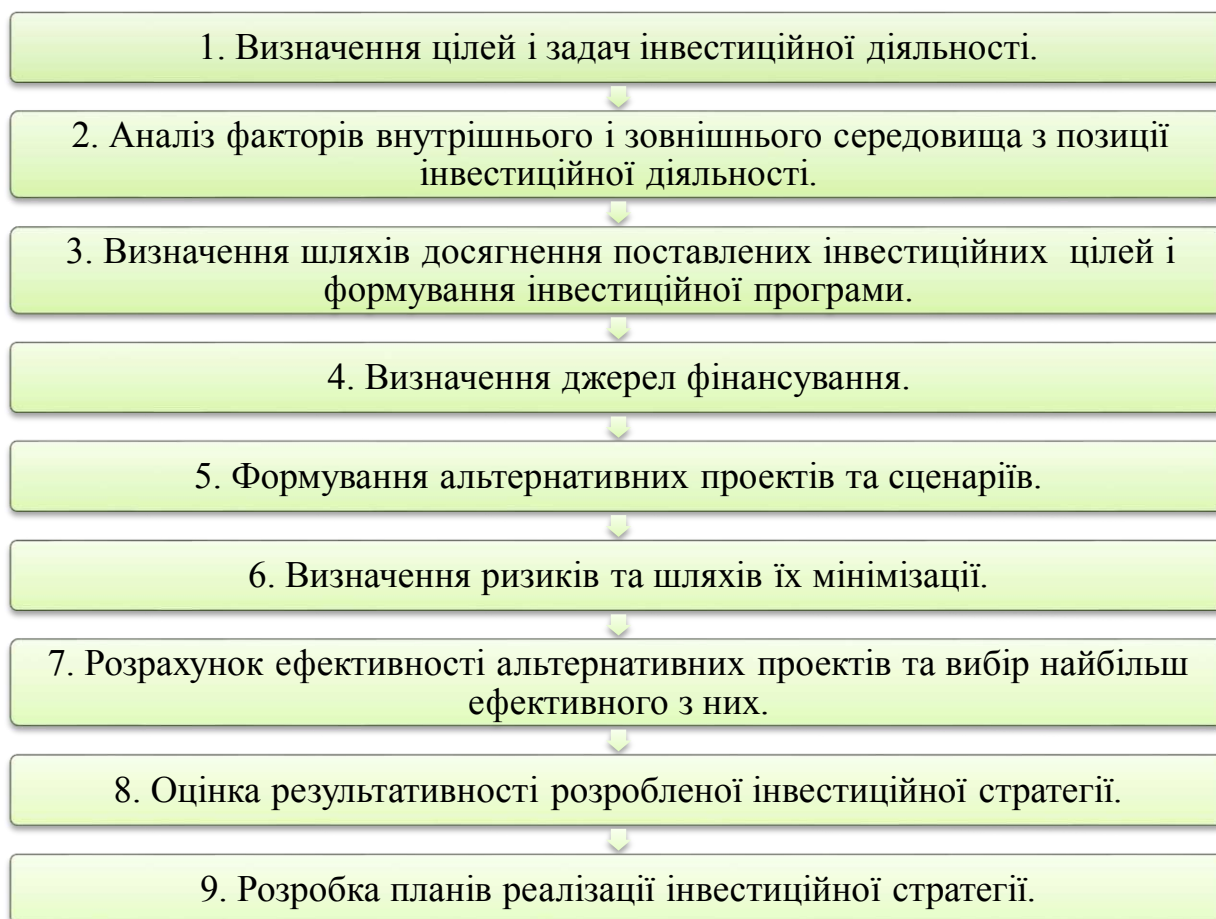 1. Визначення цілей і задач інвестиційної діяльності.
2. Аналіз факторів внутрішнього і зовнішнього середовища з позиції
інвестиційної діяльності.
3. Визначення шляхів досягнення поставлених інвестиційних  цілей і
формування інвестиційної програми.
4. Визначення джерел фінансування.
5. Формування альтернативних проектів та сценаріїв.
6. Визначення ризиків та шляхів їх мінімізації.
7. Розрахунок ефективності альтернативних проектів та вибір найбільш
ефективного з них.
8. Оцінка результативності розробленої інвестиційної стратегії.
9. Розробка планів реалізації інвестиційної стратегії.